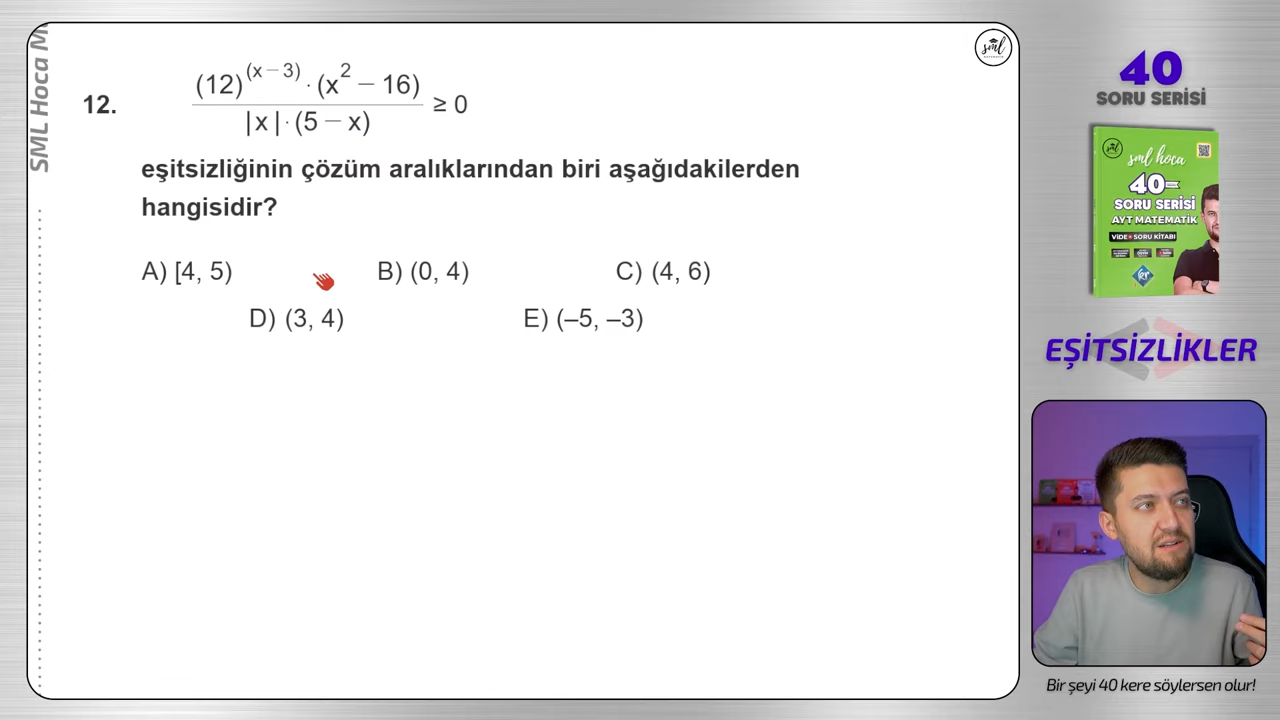 SML Hoca M
sml
12. (12)^(x – 3) · (x² – 16) / |x| · (5 – x) ≥ 0
eşitsizliğinin çözüm aralıklarından biri aşağıdakilerden
hangisidir?
A) [4, 5) B) (0, 4) C) (4, 6)
D) (3, 4) E) (–5, –3)
40
SORU SERİSİ
sml hoca
40
SORU SERİSİ
AYT MATEMATİK
VİDEO SORU KİTABI
EŞİTSİZLİKLER
Bir şeyi 40 kere söylersen olur!